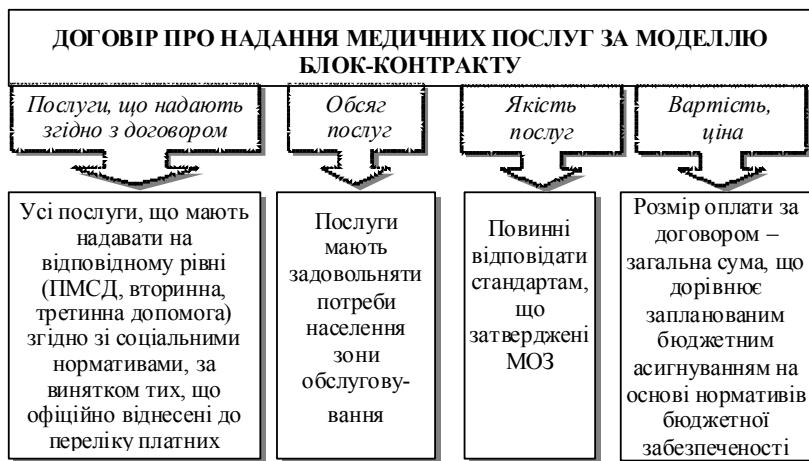 ДОГОВІР ПРО НАДАННЯ МЕДИЧНИХ ПОСЛУГ ЗА МОДЕЛЛЮ
БЛОК-КОНТРАКТУ
Послуги, що надають
згідно з договором
Обсяг
послуг
Якість
послуг
Вартість,
ціна
Усі послуги, що мають
надавати на
відповідному рівні
(ПМСД, вторинна,
третинна допомога)
згідно зі соціальними
нормативами, за
винятком тих, що
офіційно віднесені до
переліку платних
Послуги
мають
задовольняти
потреби
населення
зони
обслугову-
вання
Повинні
відповідати
стандартам,
що
затверджені
МОЗ
Розмір оплати за
договором –
загальна сума, що
дорівнює
запланованим
бюджетним
асигнуванням на
основі нормативів
бюджетної
забезпеченості